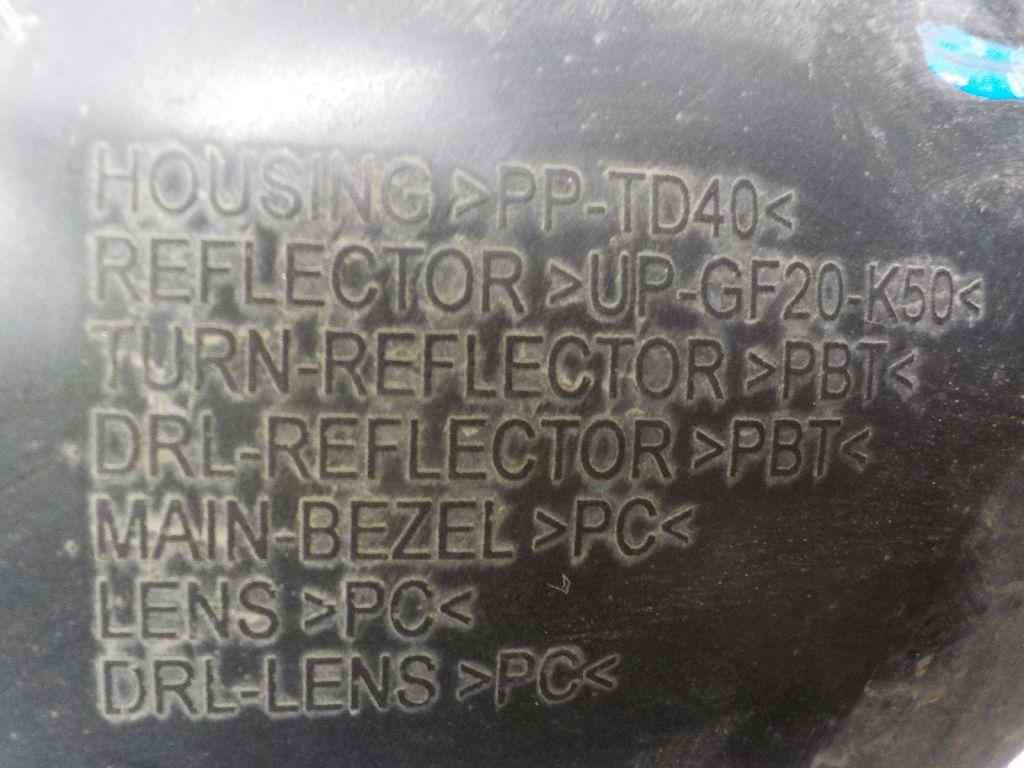 HOUSING >PP-TD40<
REFLECTOR >UP-GF20-K50<
TURN-REFLECTOR >PBT<
DRL-REFLECTOR >PBT<
MAIN-BEZEL >PC<
LENS >PC<
DRL-LENS >PC<